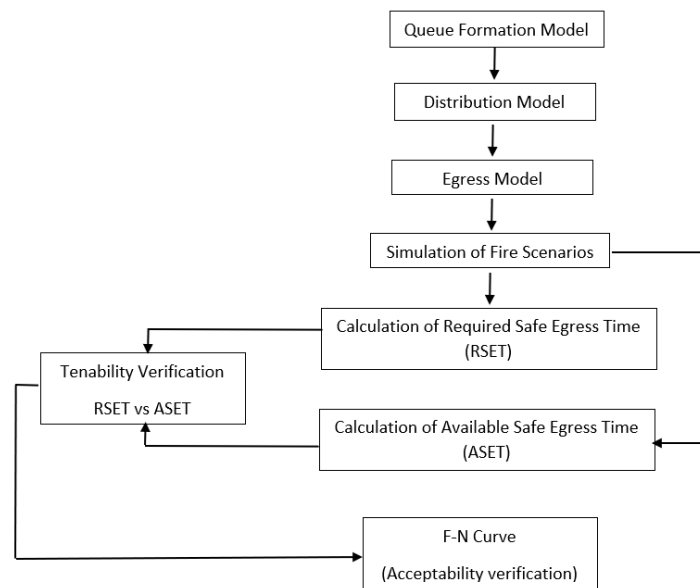 Queue Formation Model
Distribution Model
Egress Model
Simulation of Fire Scenarios
Calculation of Required Safe Egress Time
(RSET)
Tenability Verification
RSET vs ASET
Calculation of Available Safe Egress Time
(ASET)
F-N Curve
(Acceptability verification)